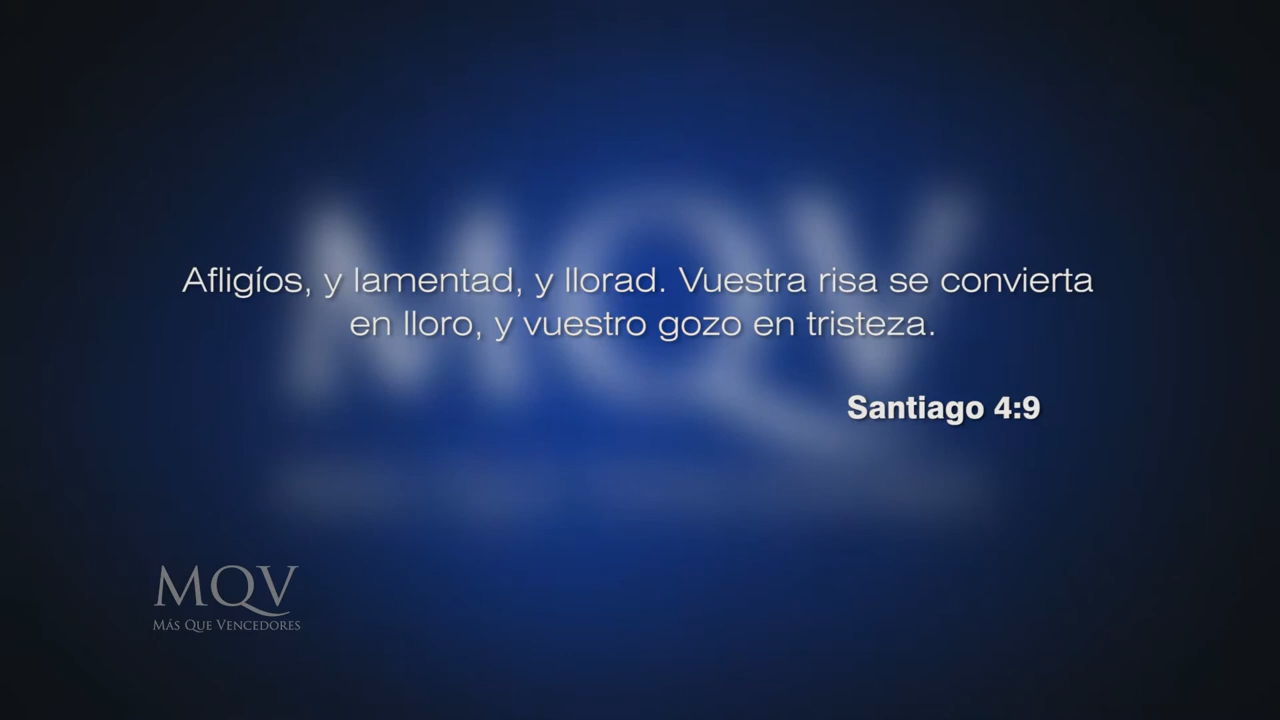 Afligíos, y lamentad, y llorad. Vuestra risa se convierta
en lloro, y vuestro gozo en tristeza.
Santiago 4:9
MQV
MQV
MÁS QUE VENCEDORES